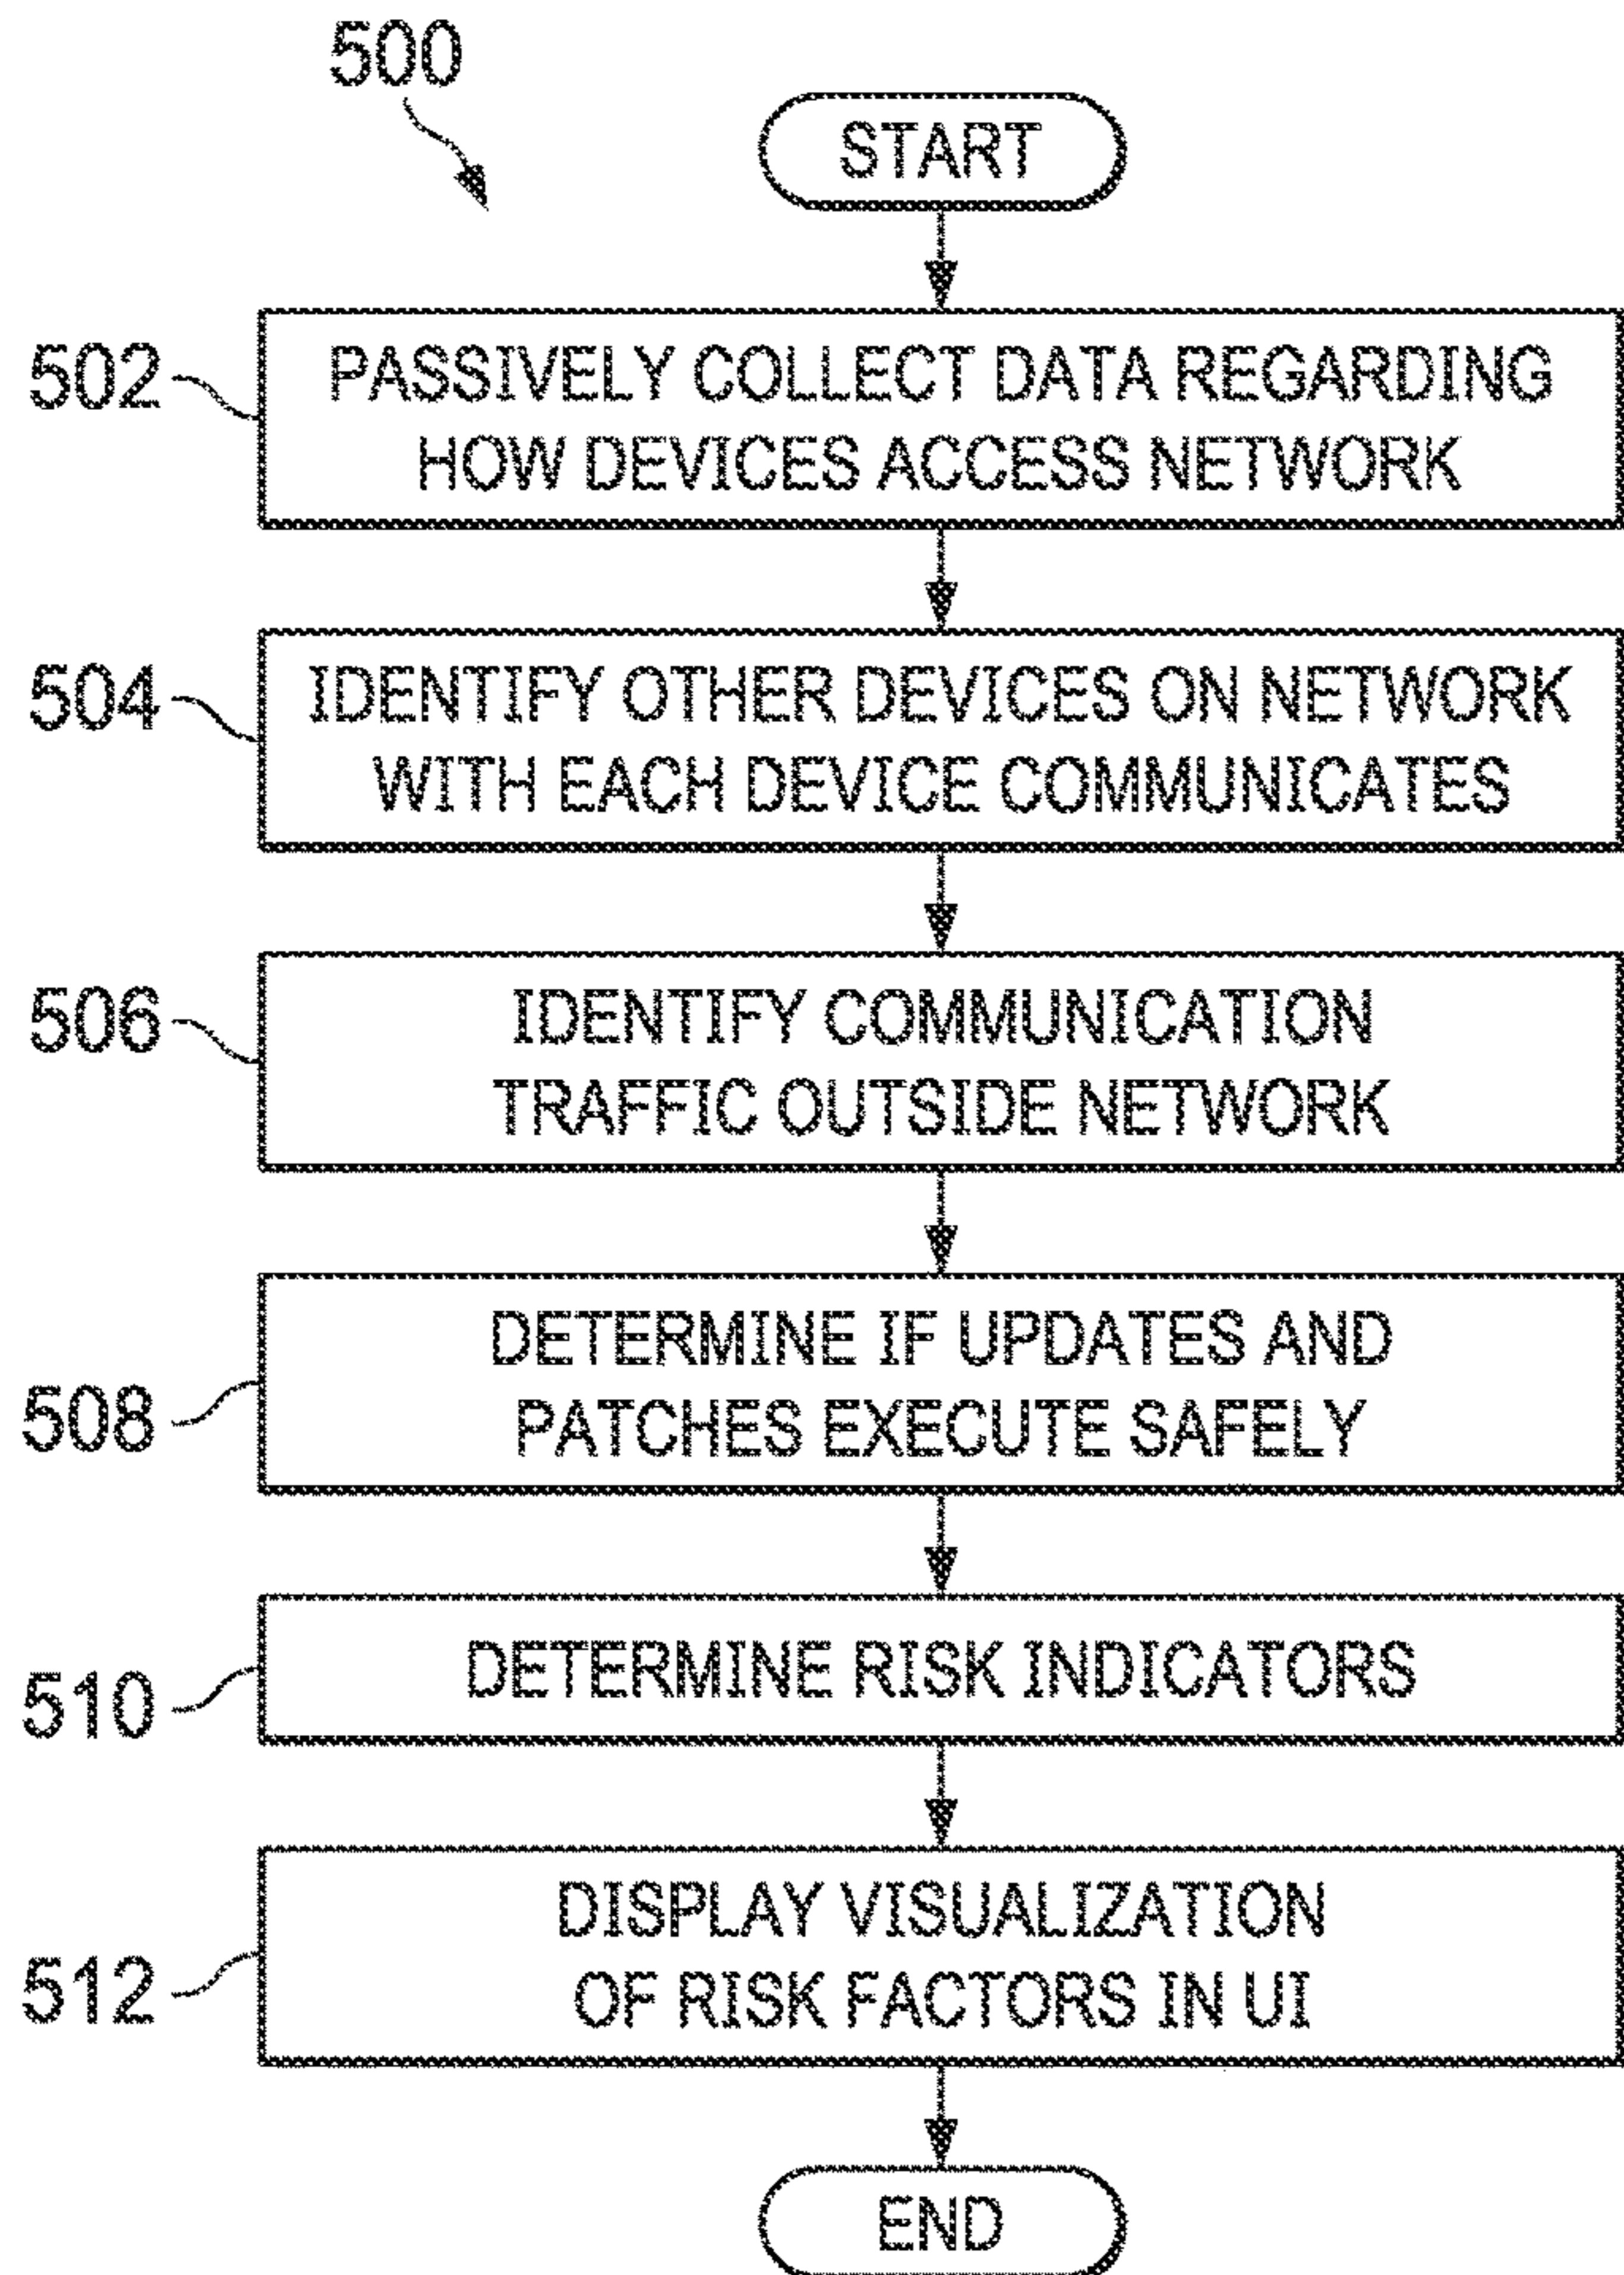 500
START
502
PASSIVELY COLLECT DATA REGARDING
HOW DEVICES ACCESS NETWORK
504
IDENTIFY OTHER DEVICES ON NETWORK
WITH EACH DEVICE COMMUNICATES
506
IDENTIFY COMMUNICATION
TRAFFIC OUTSIDE NETWORK
508
DETERMINE IF UPDATES AND
PATCHES EXECUTE SAFELY
510
DETERMINE RISK INDICATORS
512
DISPLAY VISUALIZATION
OF RISK FACTORS IN UI
END